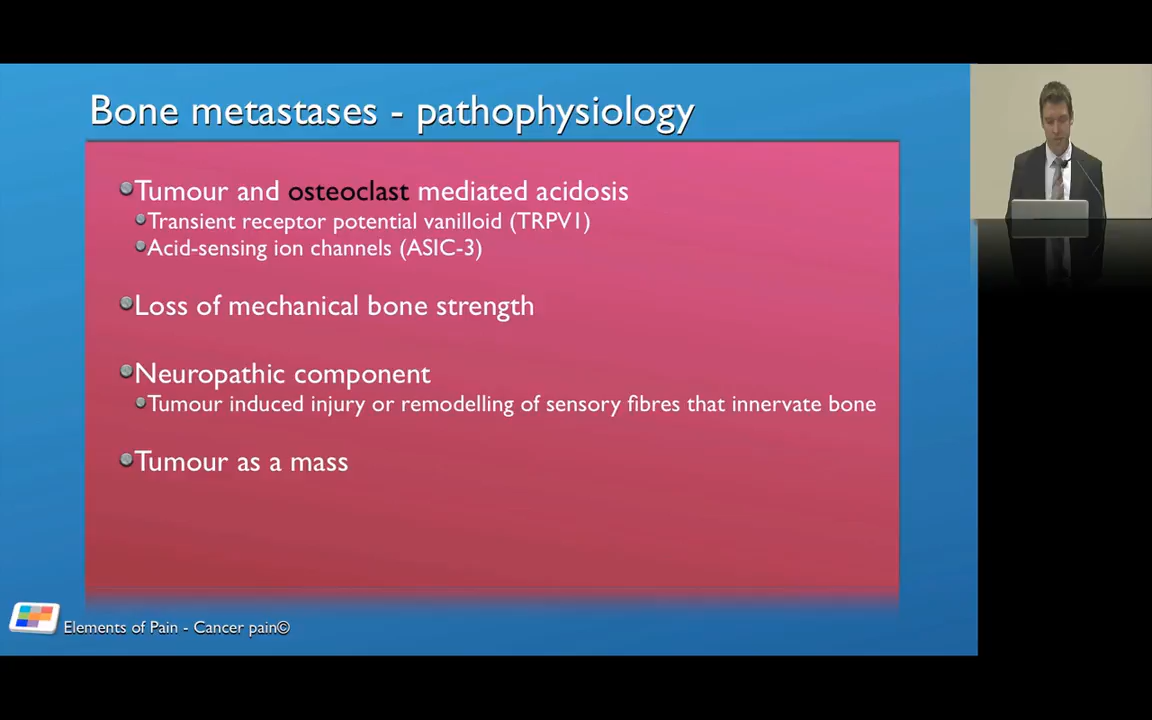 Bone metastases - pathophysiology
Tumour and osteoclast mediated acidosis
Transient receptor potential vanilloid (TRPV1)
Acid-sensing ion channels (ASIC-3)
Loss of mechanical bone strength
Neuropathic component
Tumour induced injury or remodelling of sensory fibres that innervate bone
Tumour as a mass
Elements of Pain - Cancer pain©